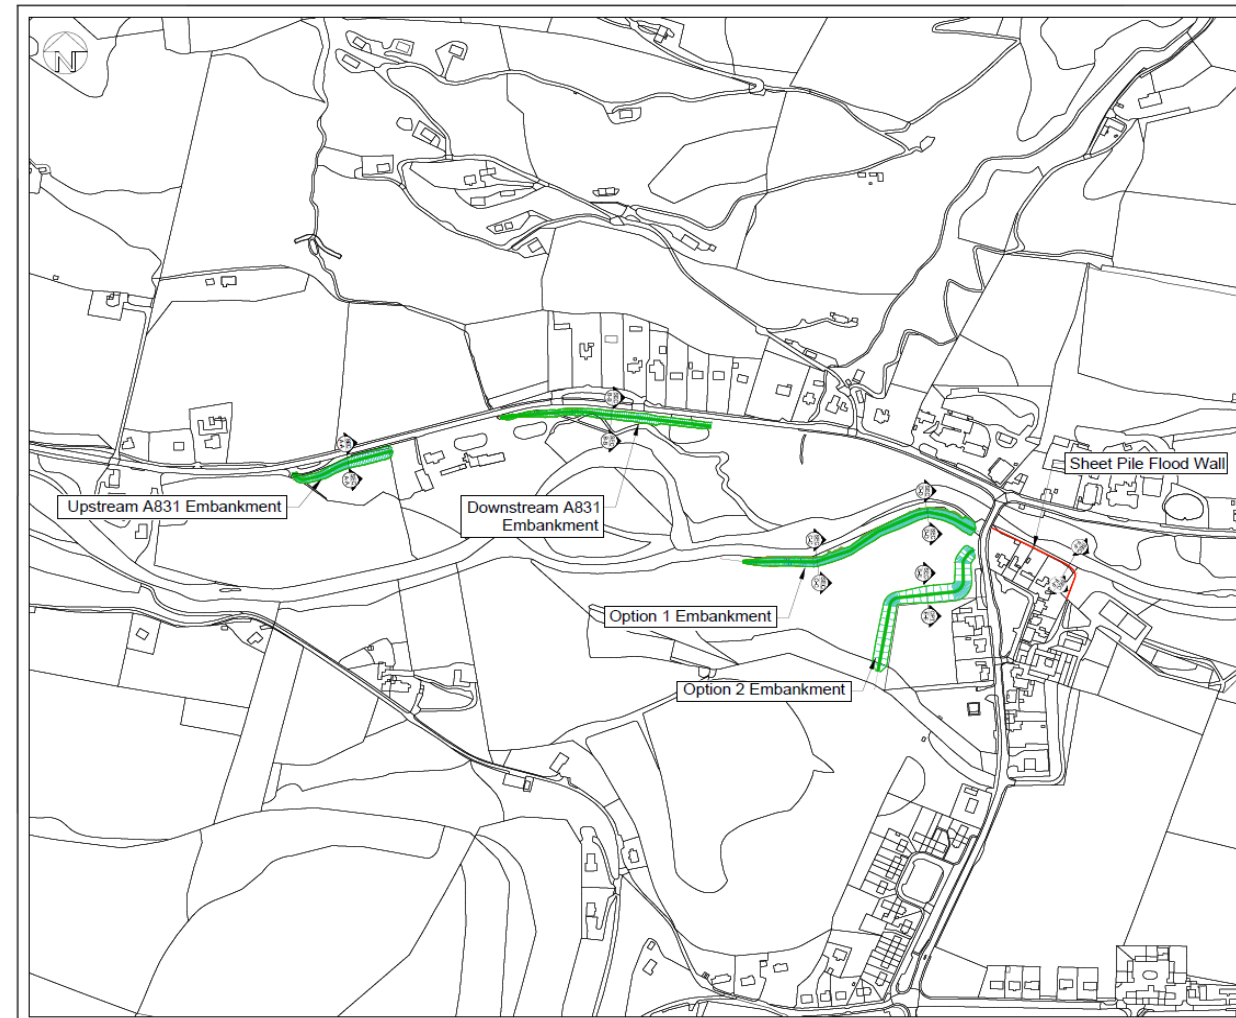 N
Sheet Pile Flood Wall
Upstream A831 Embankment
Downstream A831
Embankment
Option 1 Embankment
Option 2 Embankment